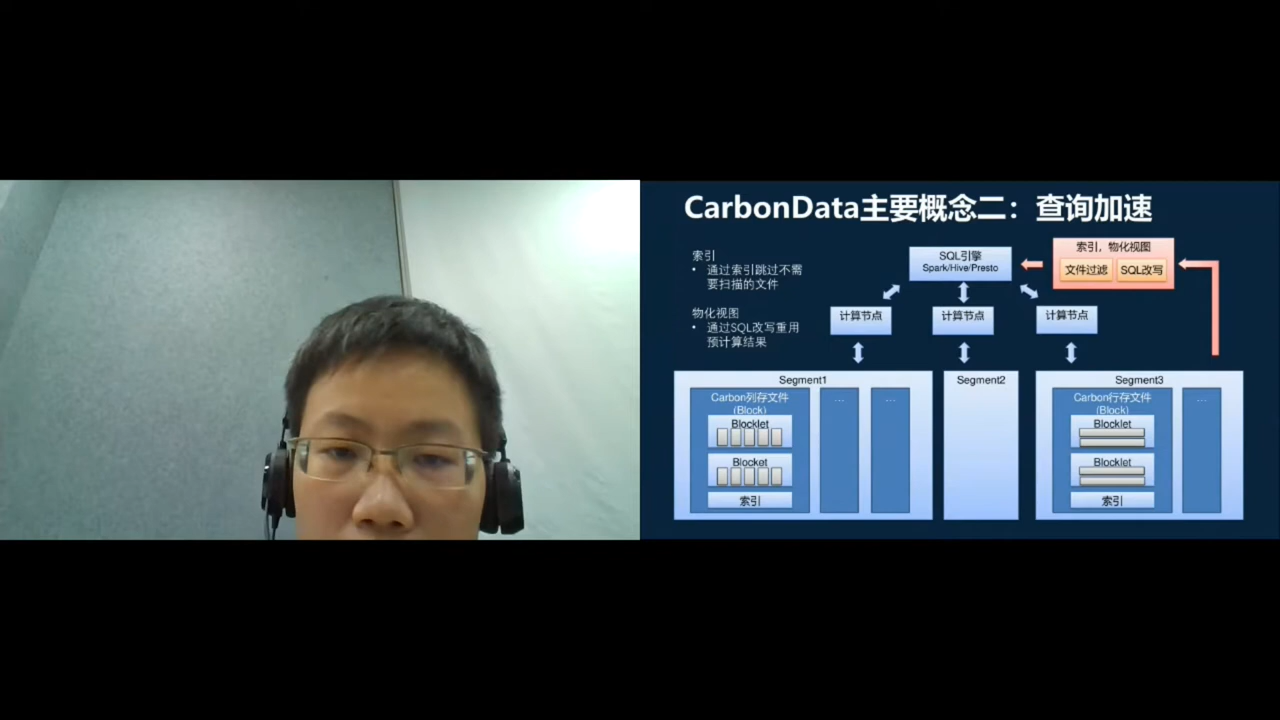 CarbonData主要概念二：查询加速
索引
• 通过索引跳过不需
要扫描的文件
物化视图
• 通过SQL改写重用
预计算结果
SQL引擎
Spark/Hive/Presto
索引，物化视图
文件过滤
SQL改写
计算节点
计算节点
计算节点
Segment1
Carbon列存文件
(Block)
Blocklet
Blocket
索引
...
...
Segment2
Segment3
Carbon行存文件
(Block)
Blocklet
Blocklet
索引
...